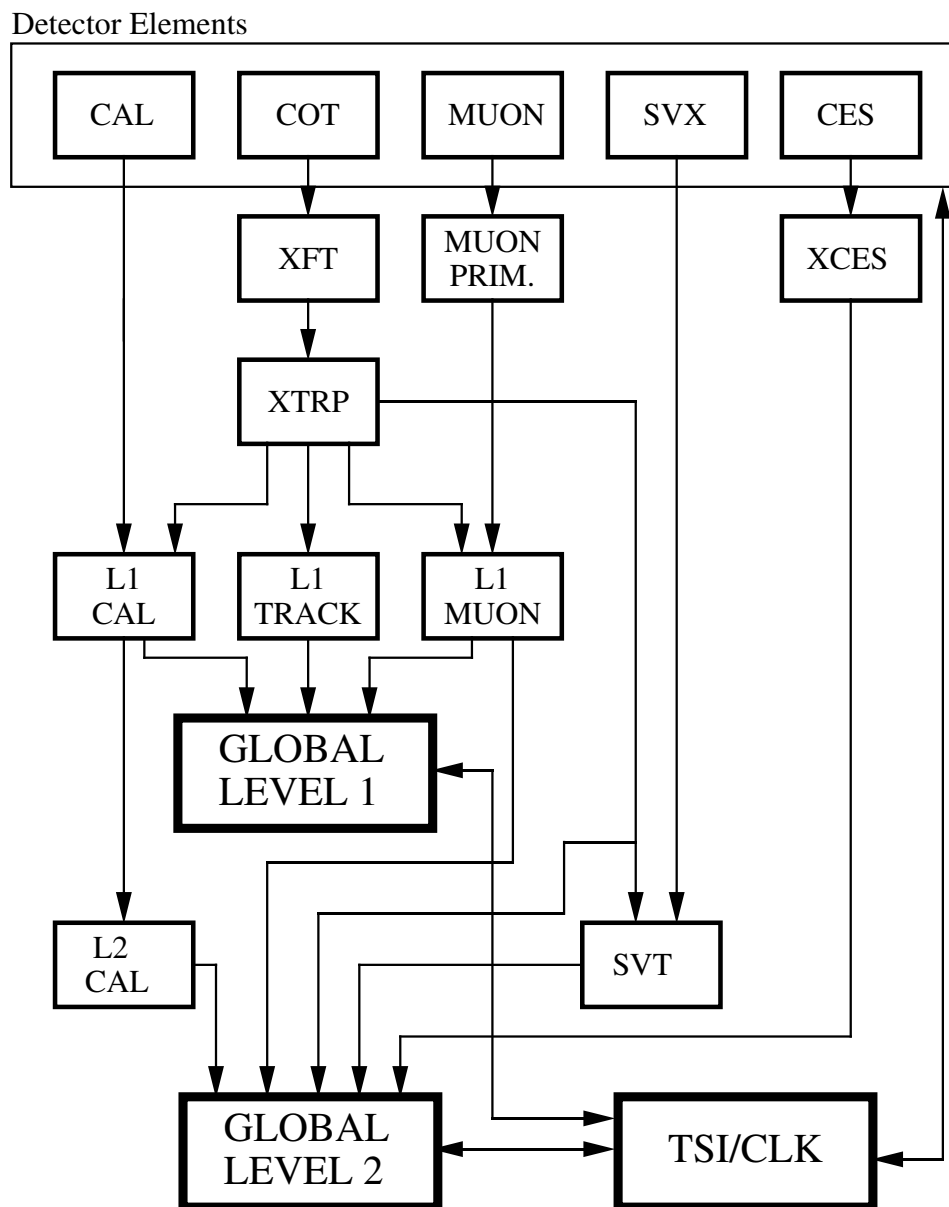 Detector Elements
CAL
COT
MUON
SVX
CES
XFT
MUON
PRIM.
XCES
XTRP
L1
CAL
L1
TRACK
L1
MUON
GLOBAL
LEVEL 1
L2
CAL
SVT
GLOBAL
LEVEL 2
TSI/CLK